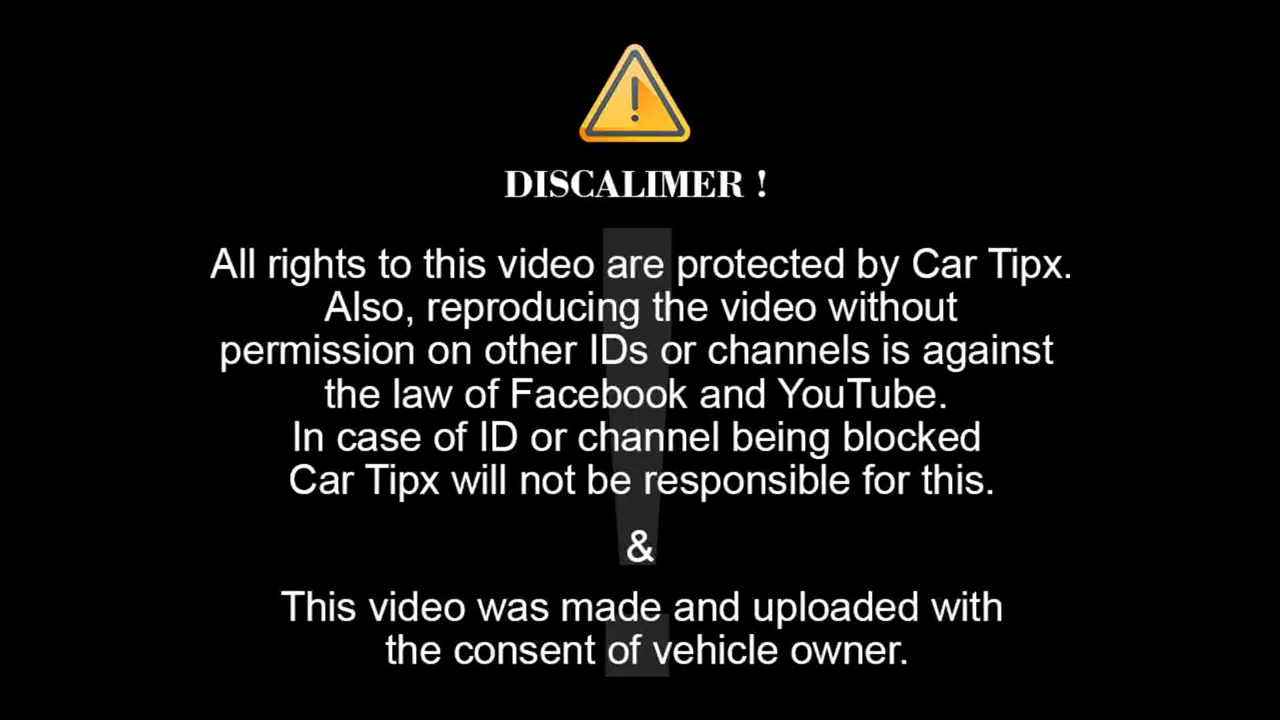 DISCALIMER !
All rights to this video are protected by Car Tipx.
Also, reproducing the video without
permission on other IDs or channels is against
the law of Facebook and YouTube.
In case of ID or channel being blocked
Car Tipx will not be responsible for this.
&
This video was made and uploaded with
the consent of vehicle owner.